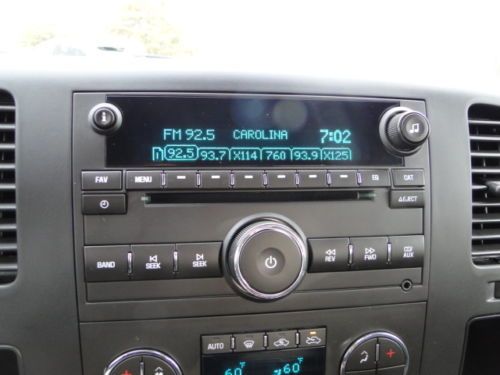 FM 92.5 CAROLINA 7:02
1 92.5 93.7 X114 760 93.9 X125
FAV MENU EQ CAT
EJECT
BAND SEEK SEEK REV FWD AUX
AUTO
60°F 60°F